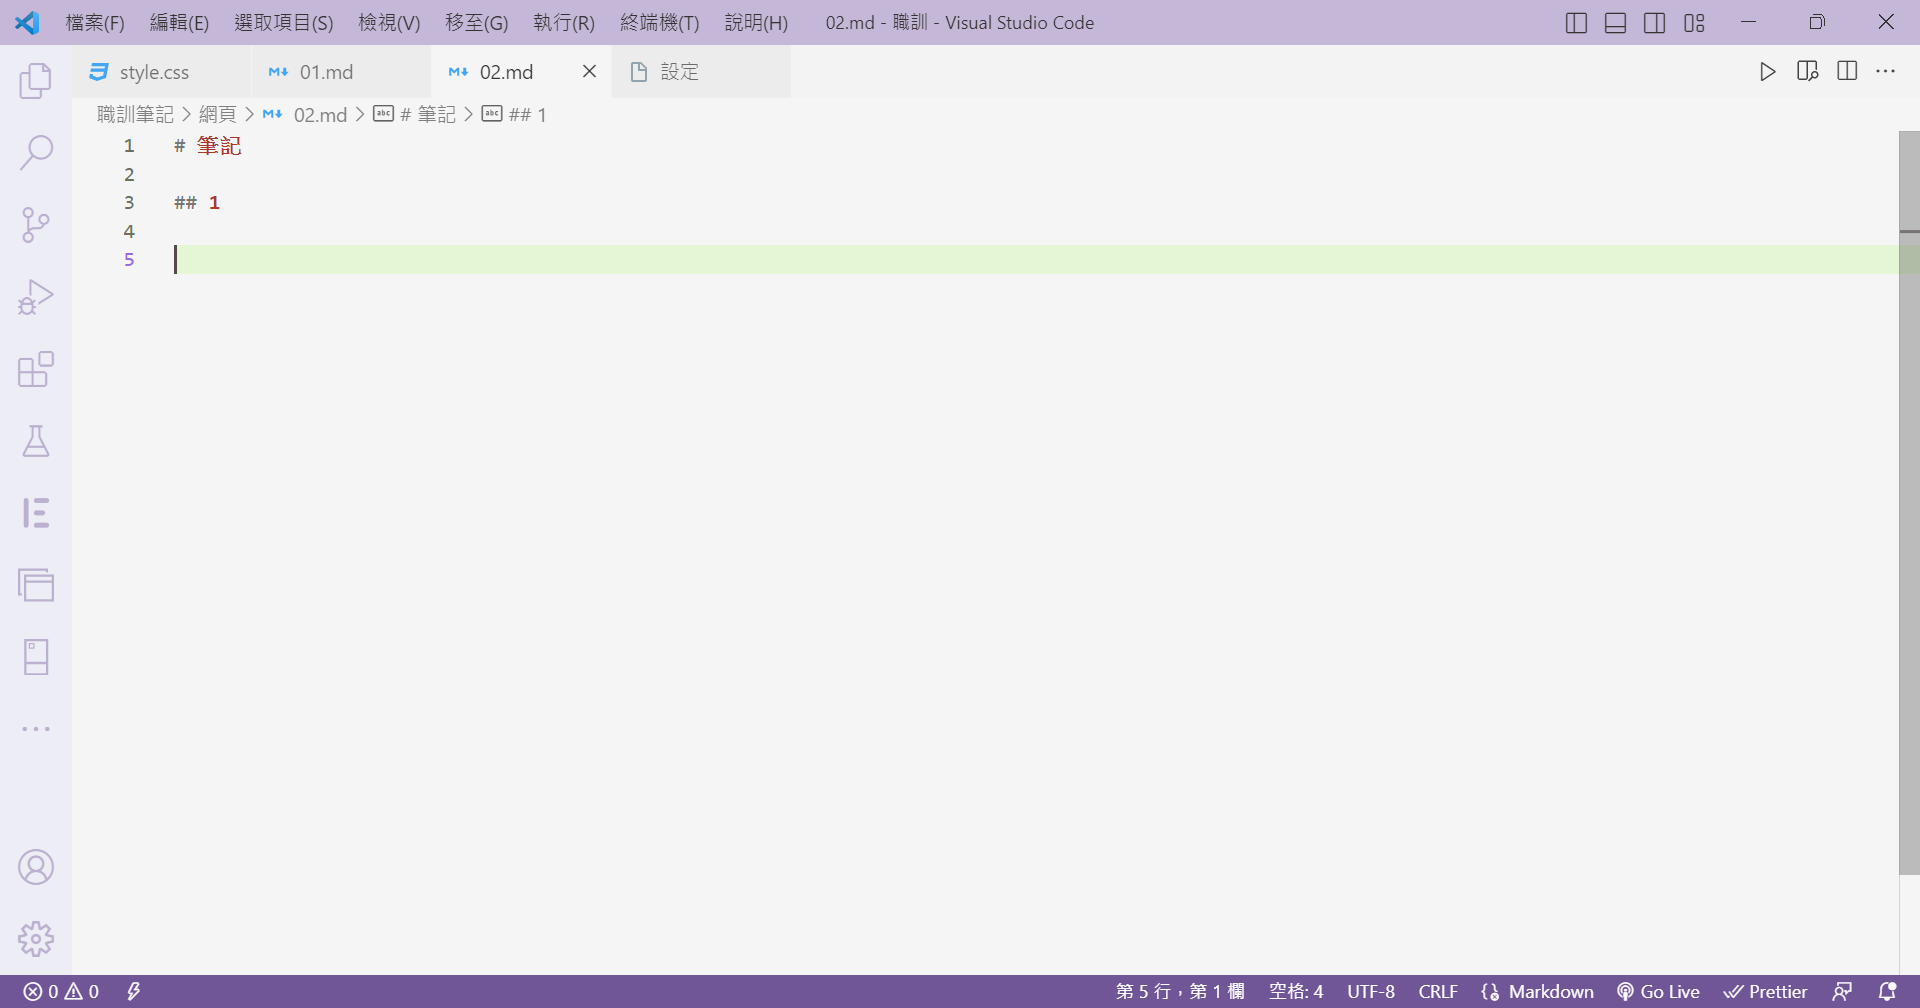 檔案(F) 編輯(E) 選取項目(S) 檢視(V) 移至(G) 執行(R) 終端機(T) 說明(H) 02.md - 職訓 - Visual Studio Code
style.css 01.md 02.md 設定
職訓筆記 > 網頁 > 02.md > # 筆記 > ## 1
1 # 筆記
2
3 ## 1
4
5
0 0 第 5 行，第 1 欄 空格: 4 UTF-8 CRLF Markdown Go Live Prettier